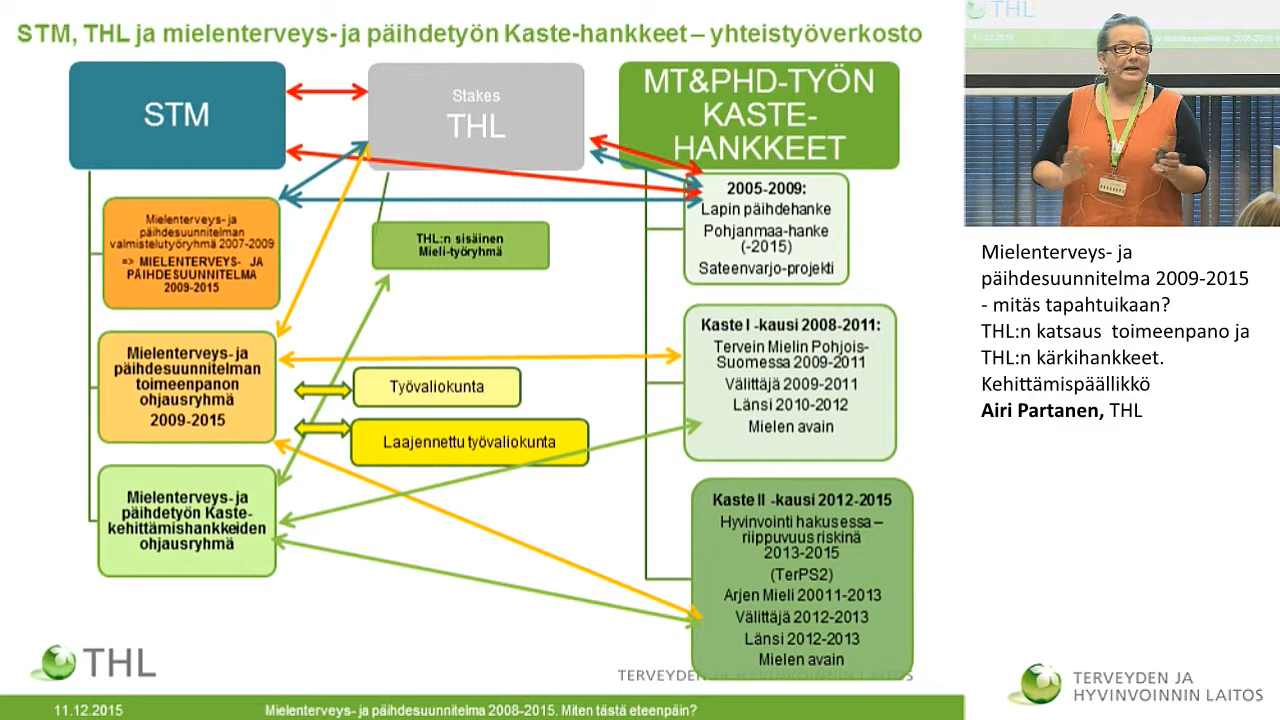 STM, THL ja mielenterveys- ja päihdetyön Kaste-hankkeet – yhteistyöverkosto
STM
Stakes
THL
MT&PHD-TYÖN
KASTE-
HANKKEET
Mielenterveys- ja
päihdesuunnitelman
valmistelutyöryhmä 2007-2009
=> MIELENTERVEYS- JA
PÄIHDESUUNNITELMA
2009-2015
THL:n sisäinen
Mieli-työryhmä
2005-2009:
Lapin päihdehanke
Pohjanmaa-hanke
(-2015)
Sateenvarjo-projekti
Mielenterveys- ja
päihdesuunnitelman
toimeenpanon
ohjausryhmä
2009-2015
Työvaliokunta
Laajennettu työvaliokunta
Kaste I -kausi 2008-2011:
Tervein Mielin Pohjois-
Suomessa 2009-2011
Välittäjä 2009-2011
Länsi 2010-2012
Mielen avain
Mielenterveys- ja
päihdetyön Kaste-
kehittämishankkeiden
ohjausryhmä
Kaste II -kausi 2012-2015
Hyvinvointi hakusessa –
riippuvuus riskinä
2013-2015
(TerPS2)
Arjen Mieli 20011-2013
Välittäjä 2012-2013
Länsi 2012-2013
Mielen avain
THL
11.12.2015
Mielenterveys- ja päihdesuunnitelma 2008-2015. Miten tästä eteenpäin?
THL
11.12.2015
Mielenterveys- ja
päihdesuunnitelma 2009-2015
- mitäs tapahtuikaan?
THL:n katsaus toimeenpano ja
THL:n kärkihankkeet.
Kehittämispäällikkö
Airi Partanen, THL
TERVEYDEN JA
HYVINVOINNIN LAITOS